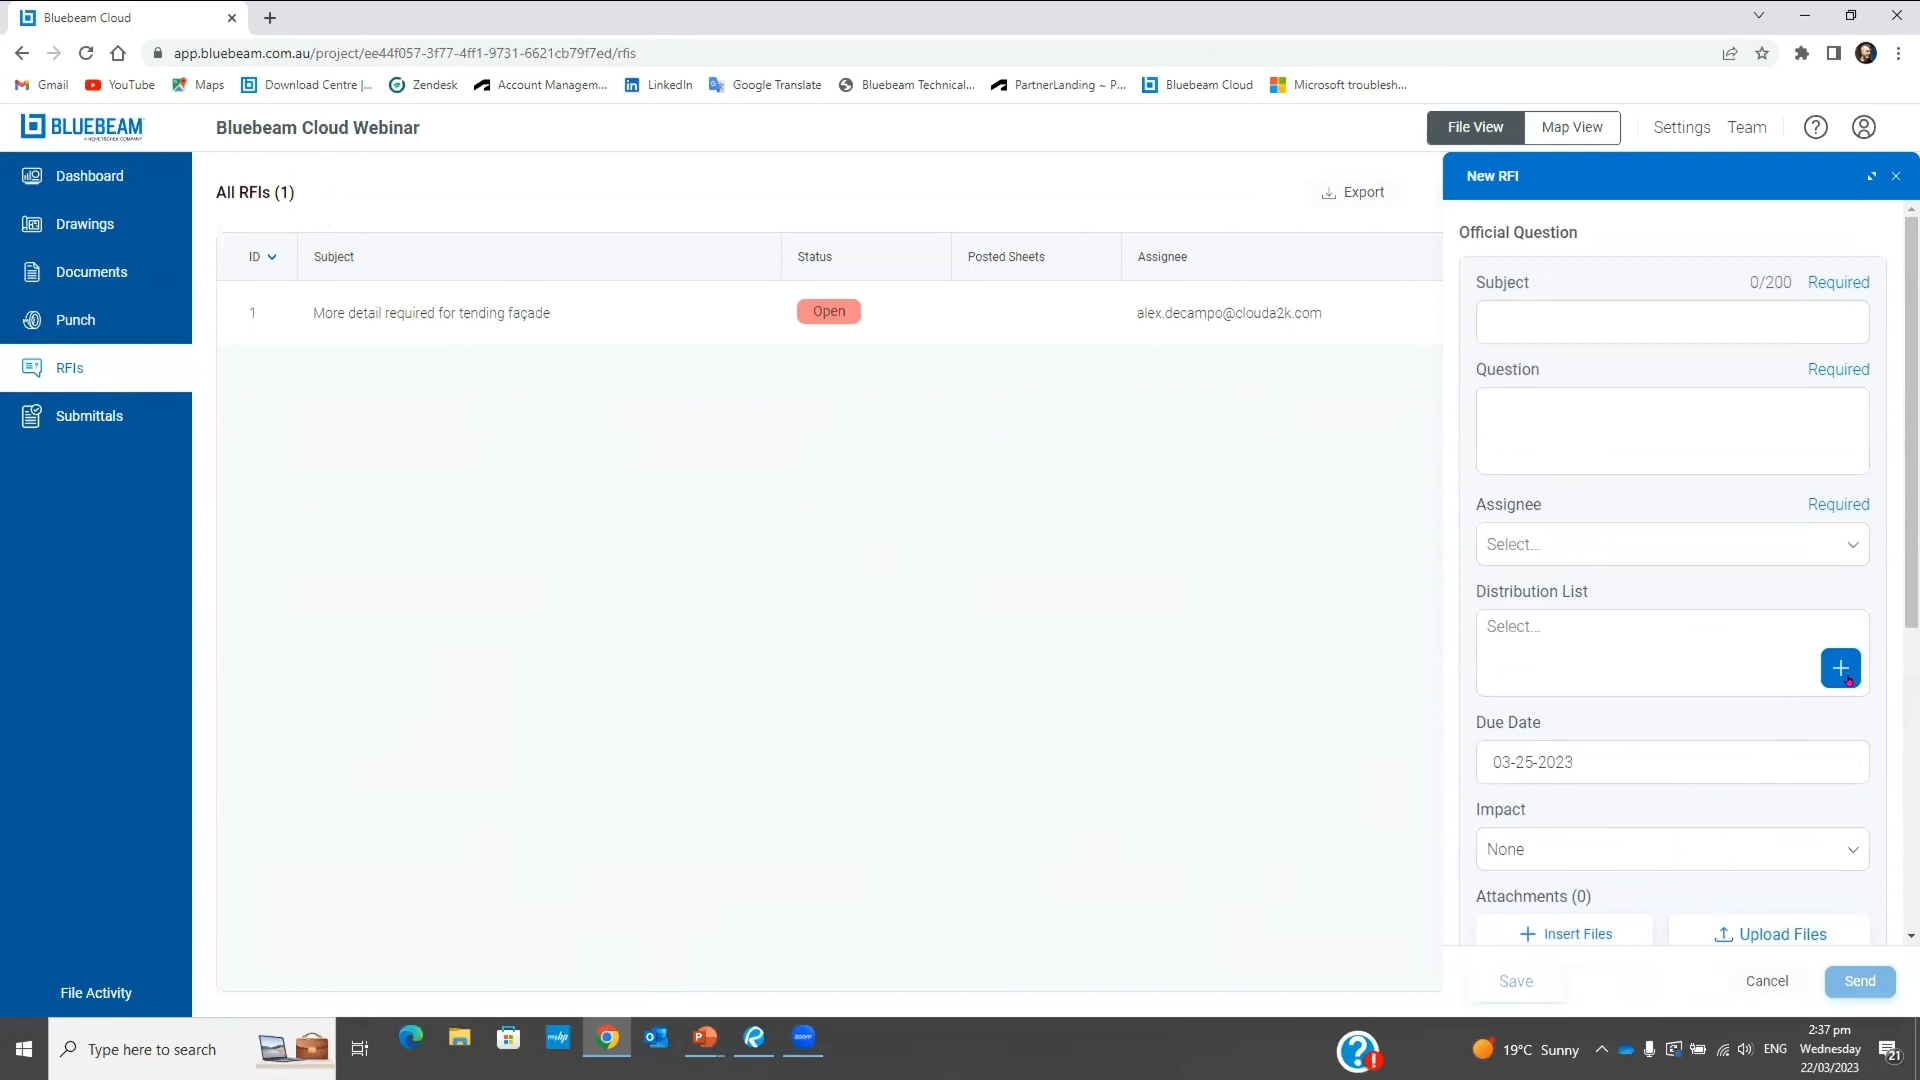 Bluebeam Cloud
app.bluebeam.com.au/project/ee44f057-3f77-4ff1-9731-6621cb79f7ed/rfis
Gmail YouTube Maps Download Centre |... Zendesk Account Managem... LinkedIn Google Translate Bluebeam Technical... PartnerLanding ~ P... Bluebeam Cloud Microsoft troublesh...
BLUEBEAM
A NEMETSCHEK COMPANY
Bluebeam Cloud Webinar
File View Map View Settings Team
Dashboard
Drawings
Documents
Punch
RFIs
Submittals
File Activity
All RFIs (1)
Export
ID Subject Status Posted Sheets Assignee
1 More detail required for tending façade Open alex.decampo@clouda2k.com
New RFI
Official Question
Subject 0/200 Required
Question Required
Assignee Required
Select...
Distribution List
Select...
Due Date
03-25-2023
Impact
None
Attachments (0)
Insert Files Upload Files
Save Cancel Send
Type here to search
myhp
zoom
19°C Sunny
ENG
2:37 pm
Wednesday
22/03/2023
21